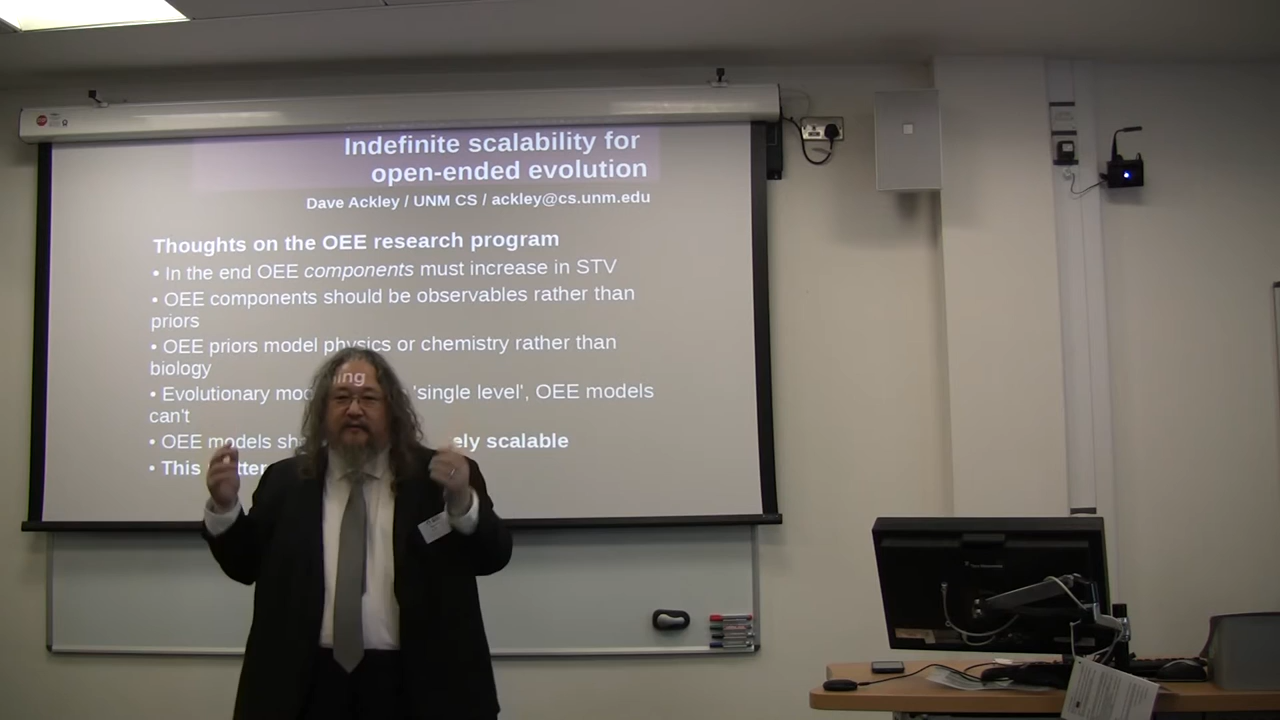 Indefinite scalability for
open-ended evolution
Dave Ackley / UNM CS / ackley@cs.unm.edu
Thoughts on the OEE research program
• In the end OEE components must increase in STV
• OEE components should be observables rather than
priors
• OEE priors model physics or chemistry rather than
biology
ing
• Evolutionary 'single level', OEE models
can't
• OEE models ely scalable
• This